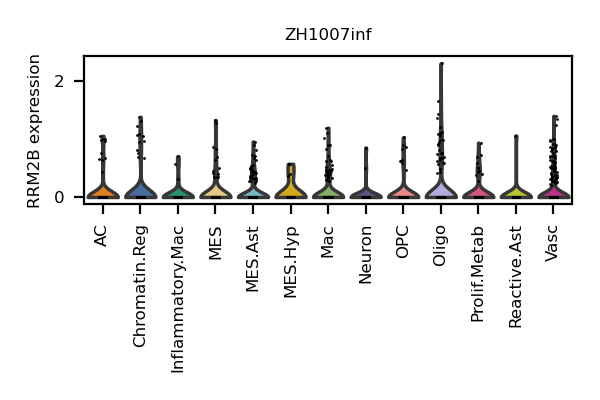 ZH1007inf
RRM2B expression
2
0
AC
Chromatin.Reg
Inflammatory.Mac
MES
MES.Ast
MES.Hyp
Mac
Neuron
OPC
Oligo
Prolif.Metab
Reactive.Ast
Vasc